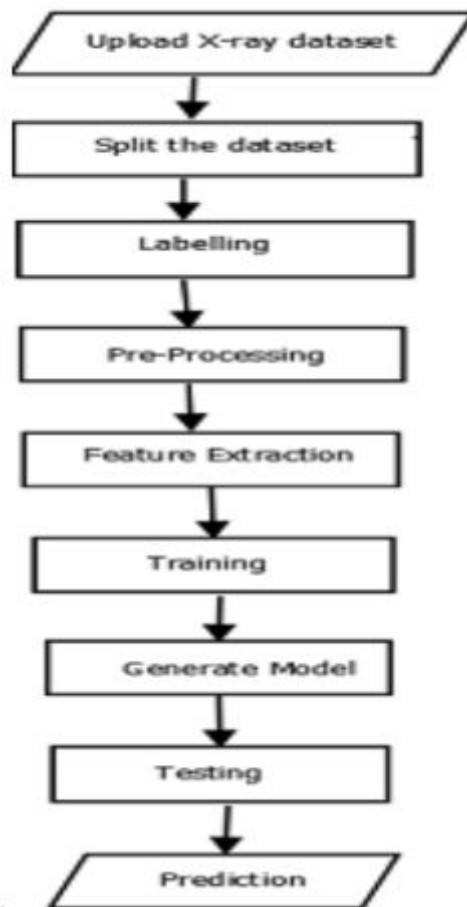 Upload X-ray dataset
Split the dataset
Labelling
Pre-Processing
Feature Extraction
Training
Generate Model
Testing
Prediction